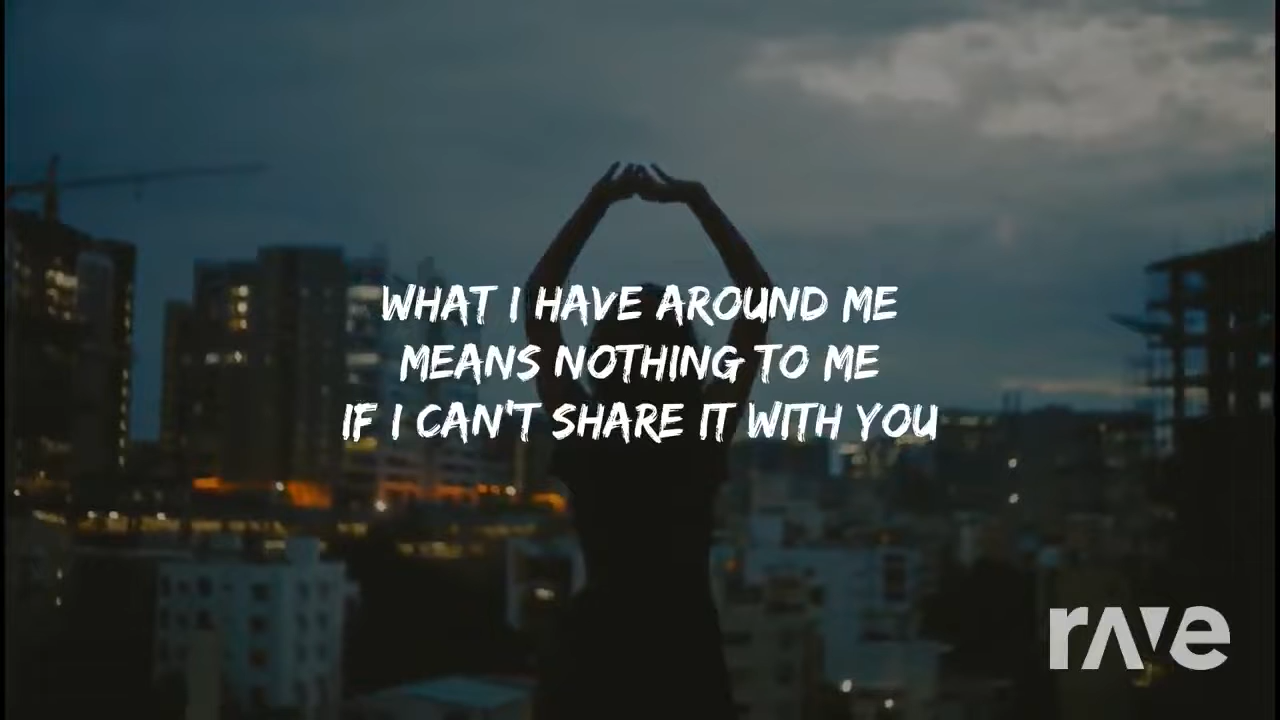 WHAT I HAVE AROUND ME
MEANS NOTHING TO ME
IF I CAN'T SHARE IT WITH YOU
rave